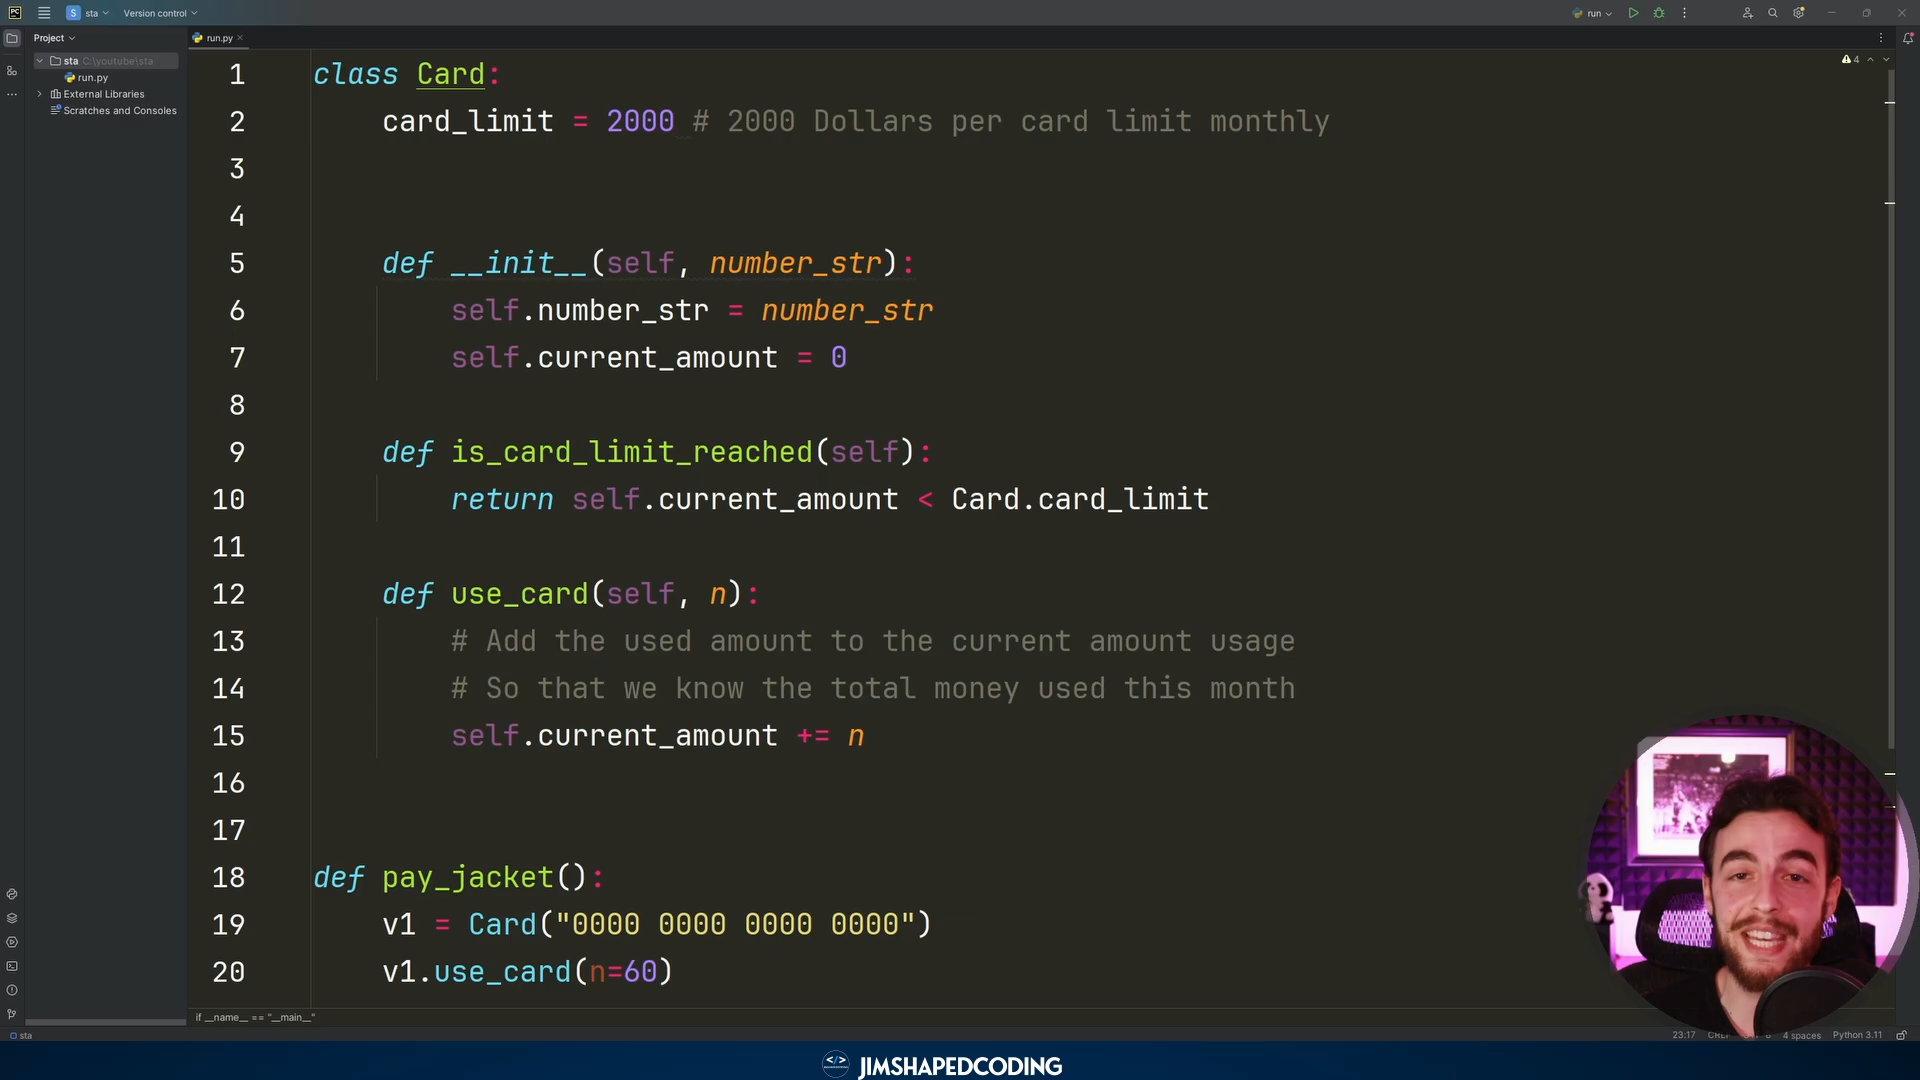 PC
S sta
Version control
run
Project
run.py
sta C:\youtube\sta
run.py
External Libraries
Scratches and Consoles
4
1 class Card:
2 card_limit = 2000 # 2000 Dollars per card limit monthly
3
4
5 def __init__(self, number_str):
6 self.number_str = number_str
7 self.current_amount = 0
8
9 def is_card_limit_reached(self):
10 return self.current_amount < Card.card_limit
11
12 def use_card(self, n):
13 # Add the used amount to the current amount usage
14 # So that we know the total money used this month
15 self.current_amount += n
16
17
18 def pay_jacket():
19 v1 = Card("0000 0000 0000 0000")
20 v1.use_card(n=60)
if __name__ == "__main__"
sta
23:17
4 spaces Python 3.11
</> JIMSHAPEDCODING